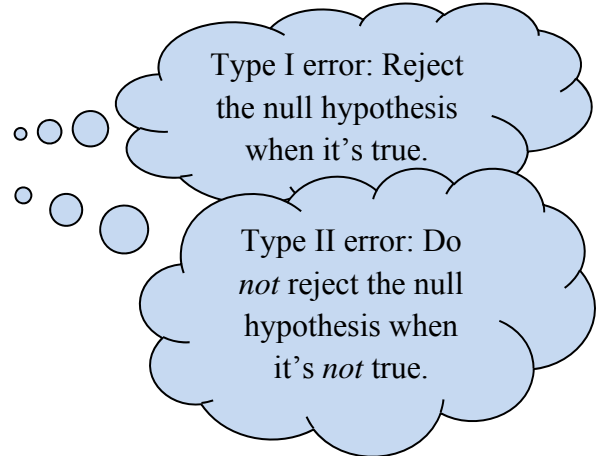 Type I error: Reject
the null hypothesis
when it's true.
Type II error: Do
not reject the null
hypothesis when
it's not true.